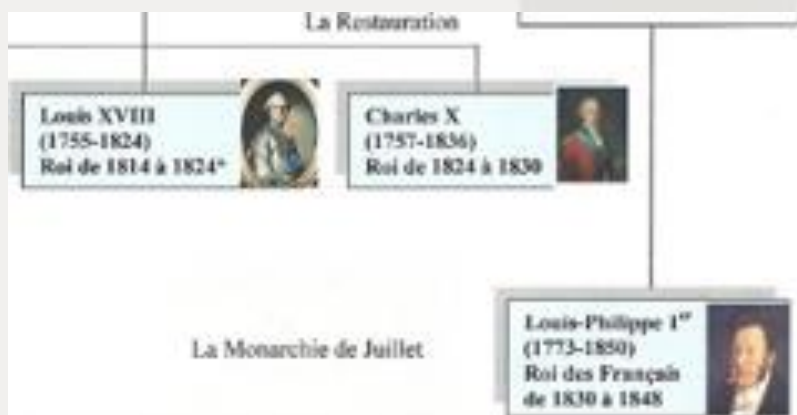 La Restauration
Louis XVIII
(1755-1824)
Roi de 1814 à 1824*
Charles X
(1757-1836)
Roi de 1824 à 1830
La Monarchie de Juillet
Louis-Philippe 1er
(1773-1850)
Roi des Français
de 1830 à 1848